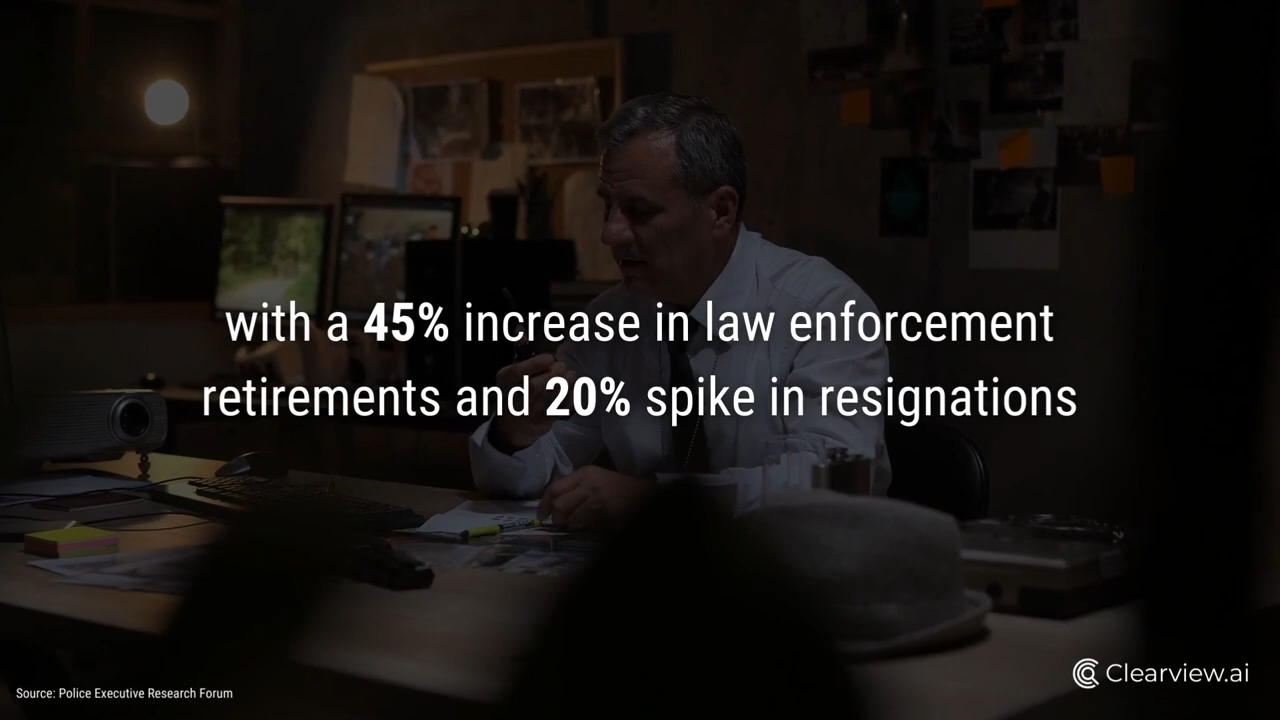 with a 45% increase in law enforcement
retirements and 20% spike in resignations
Source: Police Executive Research Forum
Clearview.ai